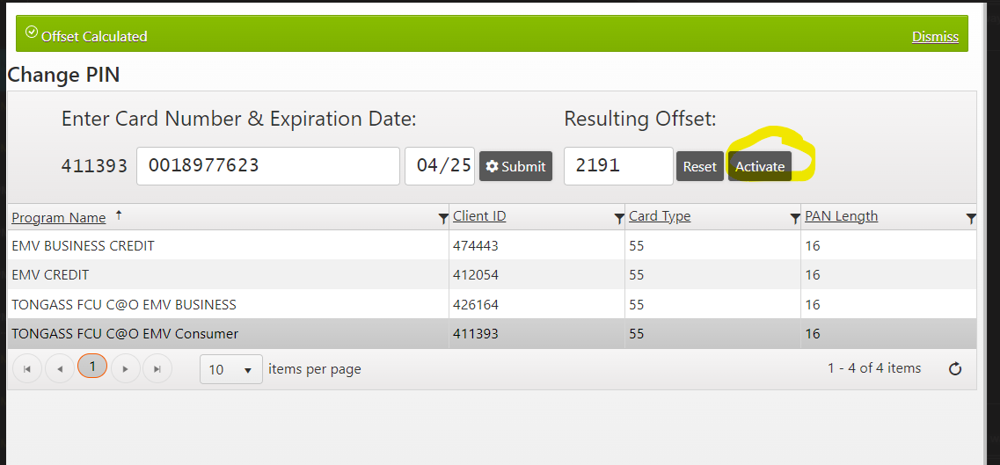 Offset Calculated Dismiss
Change PIN
Enter Card Number & Expiration Date: Resulting Offset:
411393 0018977623 04/25 Submit 2191 Reset Activate
Program Name Client ID Card Type PAN Length
EMV BUSINESS CREDIT 474443 55 16
EMV CREDIT 412054 55 16
TONGASS FCU C@O EMV BUSINESS 426164 55 16
TONGASS FCU C@O EMV Consumer 411393 55 16
1 10 items per page 1 - 4 of 4 items